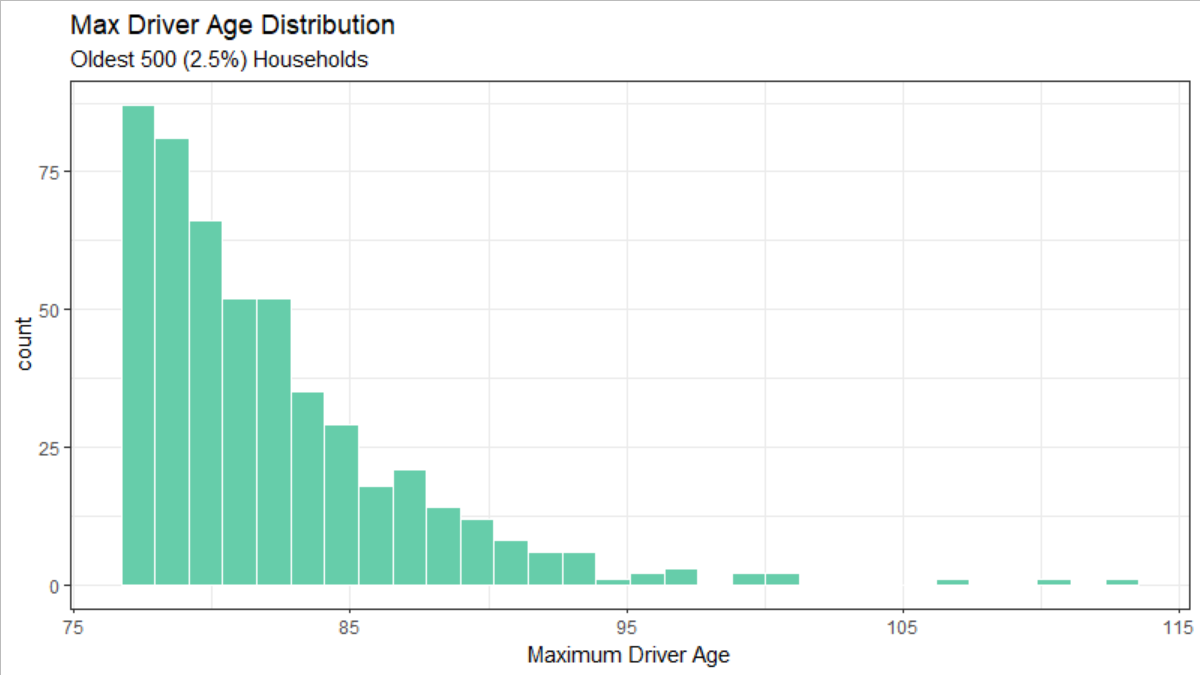 Max Driver Age Distribution
Oldest 500 (2.5%) Households
count
75
50
25
0
75 85 95 105 115
Maximum Driver Age